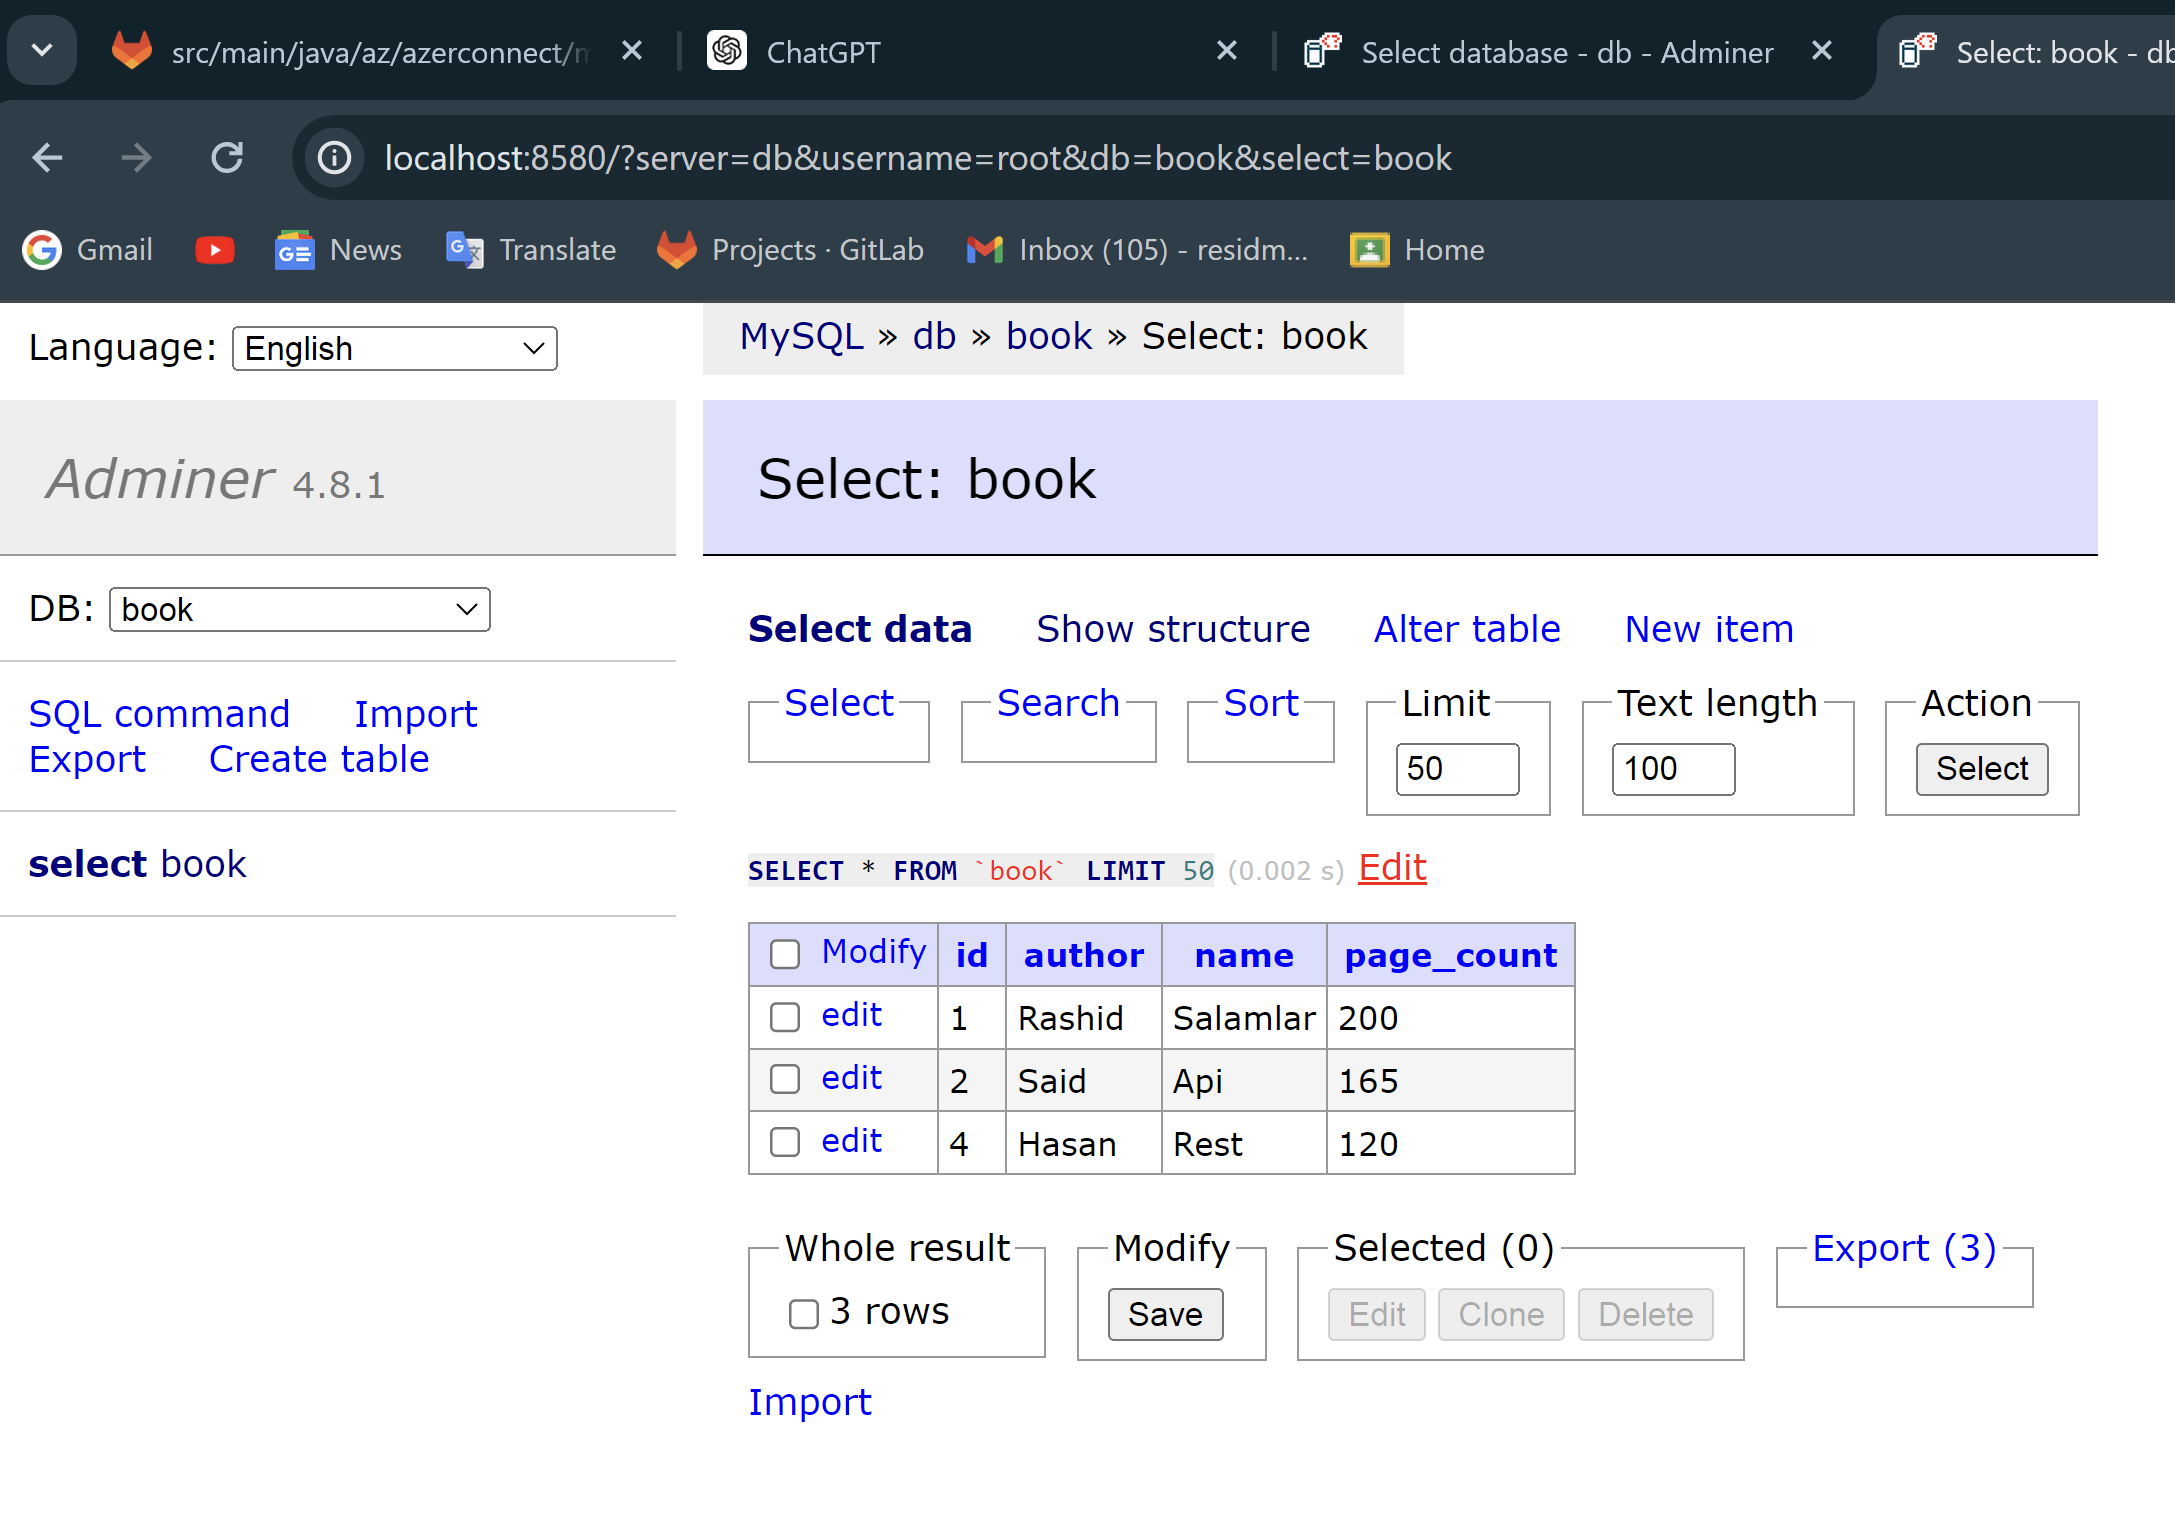 src/main/java/az/azerconnect/
ChatGPT
Select database - db - Adminer
Select: book - db
localhost:8580/?server=db&username=root&db=book&select=book
Gmail
News
Translate
Projects · GitLab
Inbox (105) - residm...
Home
Language: English
MySQL » db » book » Select: book
Adminer 4.8.1
Select: book
DB: book
Select data Show structure Alter table New item
SQL command Import
Export Create table
Select Search Sort Limit Text length Action
50 100 Select
select book
SELECT * FROM `book` LIMIT 50 (0.002 s) Edit
Modify id author name page_count
edit 1 Rashid Salamlar 200
edit 2 Said Api 165
edit 4 Hasan Rest 120
Whole result Modify Selected (0) Export (3)
3 rows Save Edit Clone Delete
Import